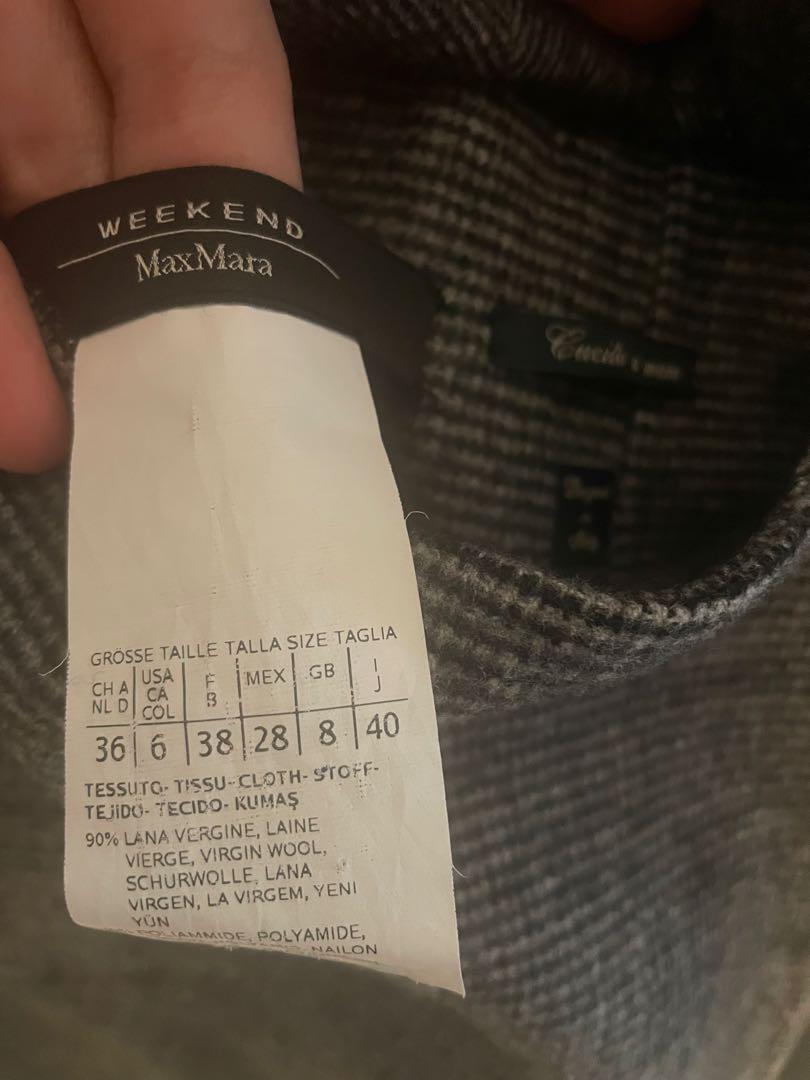 WEEKEND
MaxMara
GRÖSSE TAILLE TALLA SIZE TAGLIA
CH A USA F MEX GB I
NL D CA B J
COL
36 6 38 28 8 40
TESSUTO- TISSU- CLOTH- STOFF-
TEJIDO- TECIDO- KUMAŞ
90% LANA VERGINE, LAINE
VIERGE, VIRGIN WOOL,
SCHURWOLLE, LANA
VIRGEN, LA VIRGEM, YENI
YÜN
POLIAMMIDE, POLYAMIDE,
NAILON